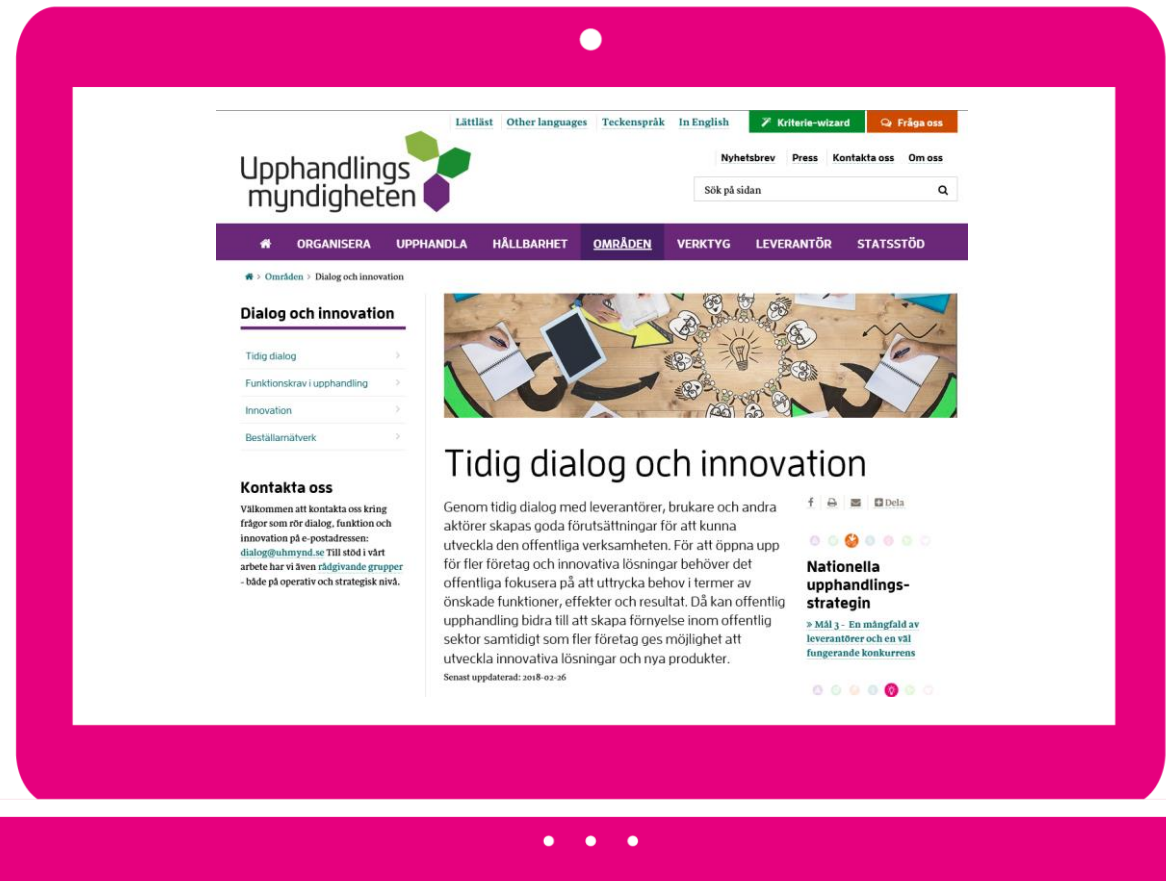 Lättläst Other languages Teckenspråk In English Kriterie-wizard Fråga oss
Upphandlings
myndigheten
Nyhetsbrev Press Kontakta oss Om oss
Sök på sidan
ORGANISERA UPPHANDLA HÅLLBARHET OMRÅDEN VERKTYG LEVERANTÖR STATSSTÖD
> Områden > Dialog och innovation
Dialog och innovation
Tidig dialog
Funktionskrav i upphandling
Innovation
Beställarnätverk
Kontakta oss
Välkommen att kontakta oss kring
frågor som rör dialog, funktion och
innovation på e-postadressen:
dialog@uhmynd.se Till stöd i vårt
arbete har vi även rådgivande grupper
- både på operativ och strategisk nivå.
Tidig dialog och innovation
Genom tidig dialog med leverantörer, brukare och andra
aktörer skapas goda förutsättningar för att kunna
utveckla den offentliga verksamheten. För att öppna upp
för fler företag och innovativa lösningar behöver det
offentliga fokusera på att uttrycka behov i termer av
önskade funktioner, effekter och resultat. Då kan offentlig
upphandling bidra till att skapa förnyelse inom offentlig
sektor samtidigt som fler företag ges möjlighet att
utveckla innovativa lösningar och nya produkter.
Senast uppdaterad: 2018-02-26
Dela
Nationella
upphandlings-
strategin
» Mål 3 - En mångfald av
leverantörer och en väl
fungerande konkurrens